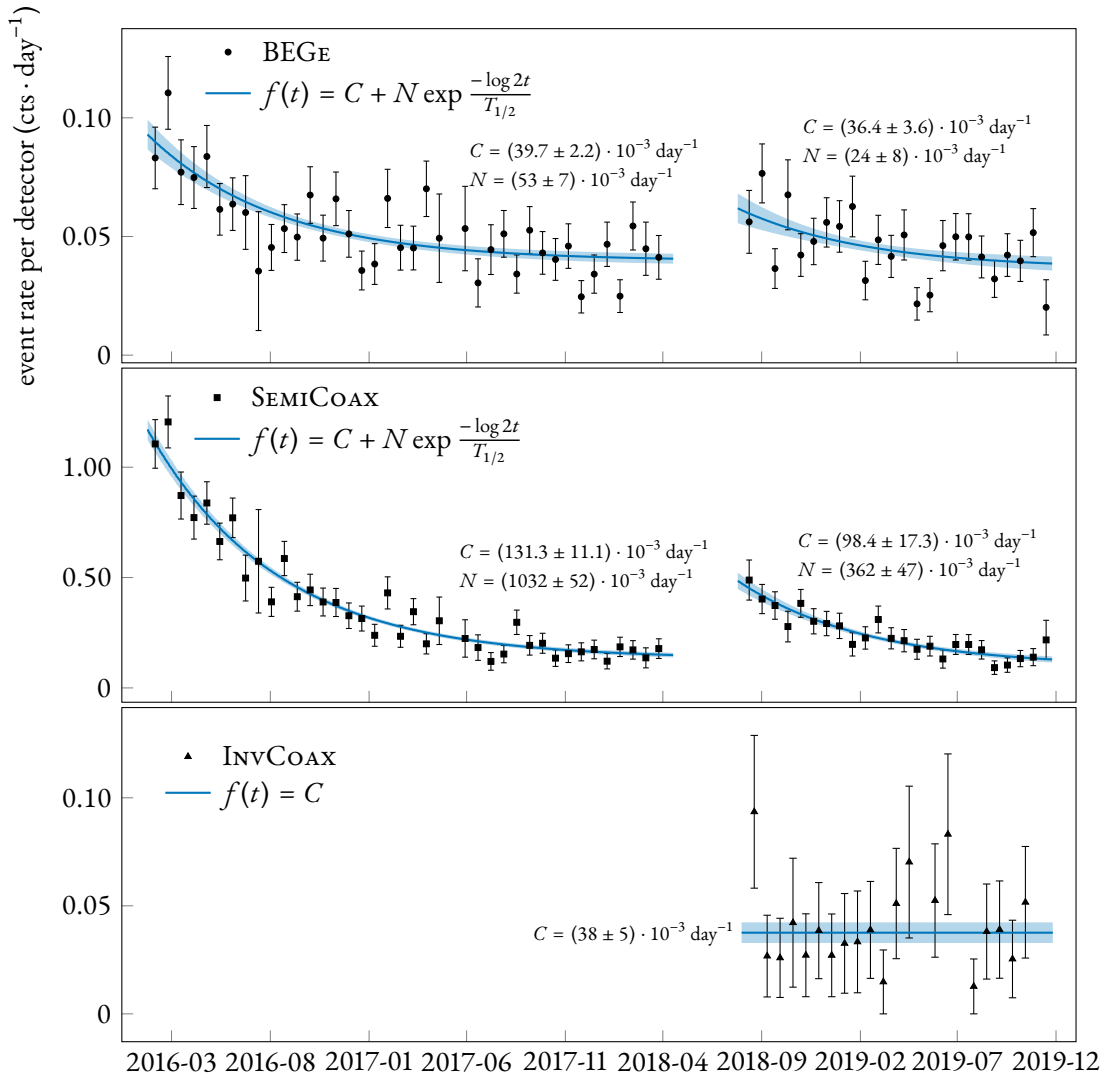 event rate per detector (cts · day⁻¹)
BEGe
f(t) = C + N exp −log 2t / T1/2
C = (39.7 ± 2.2) · 10⁻³ day⁻¹
N = (53 ± 7) · 10⁻³ day⁻¹
C = (36.4 ± 3.6) · 10⁻³ day⁻¹
N = (24 ± 8) · 10⁻³ day⁻¹
0.10
0.05
0
SemiCoax
f(t) = C + N exp −log 2t / T1/2
C = (131.3 ± 11.1) · 10⁻³ day⁻¹
N = (1032 ± 52) · 10⁻³ day⁻¹
C = (98.4 ± 17.3) · 10⁻³ day⁻¹
N = (362 ± 47) · 10⁻³ day⁻¹
1.00
0.50
0
InvCoax
f(t) = C
C = (38 ± 5) · 10⁻³ day⁻¹
0.10
0.05
0
2016-03 2016-08 2017-01 2017-06 2017-11 2018-04 2018-09 2019-02 2019-07 2019-12